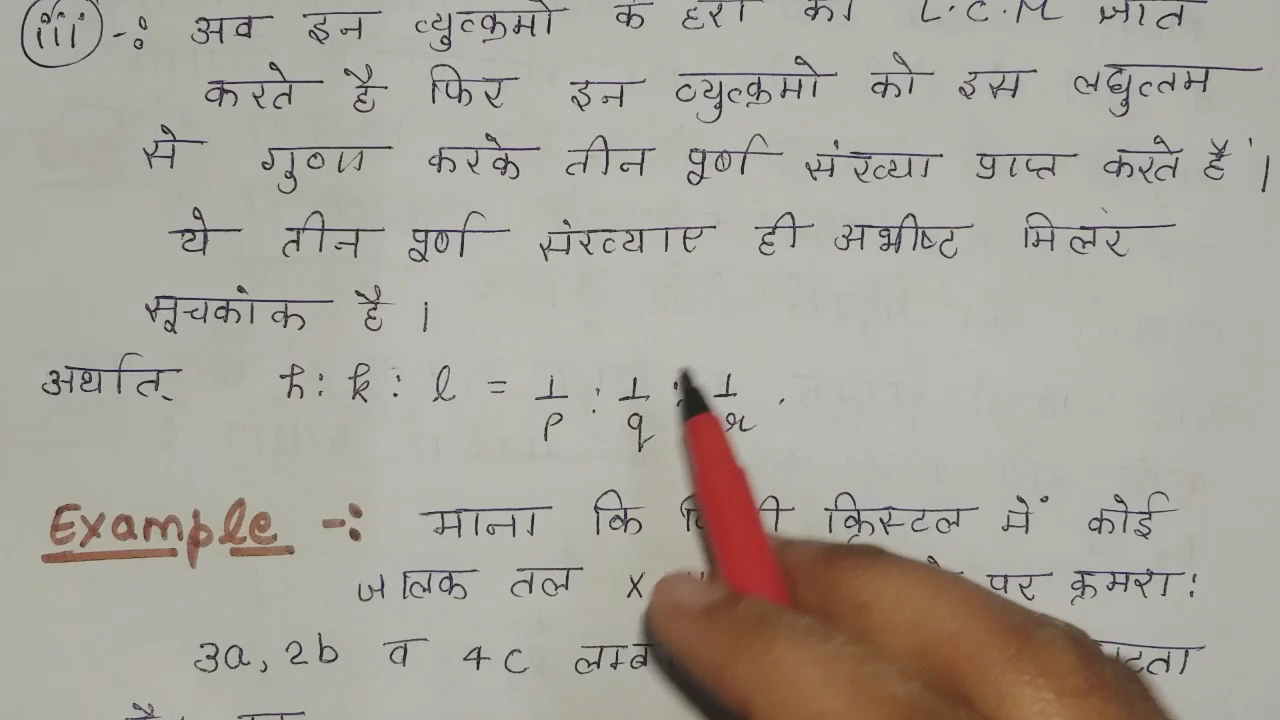 (iii) -: अब इन व्युत्क्रमो के हरो का L.C.M ज्ञात
करते है फिर इन व्युत्क्रमो को इस लघुत्तम
से गुणा करके तीन पूर्ण संख्या प्राप्त करते हैं।
ये तीन पूर्ण संख्याए ही अभीष्ट मिलर
सूचकांक है।
अर्थात् h : k : l = 1/p : 1/q : 1/r .
Example -: माना कि क्रिस्टल में कोई
जालक तल x पर क्रमश:
3a, 2b व 4c